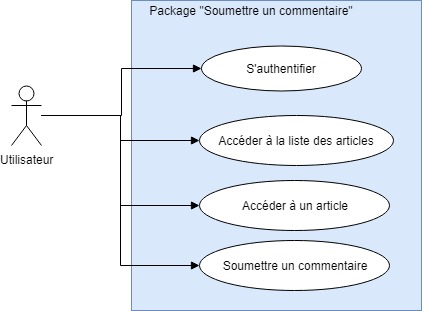 Package "Soumettre un commentaire"
S'authentifier
Accéder à la liste des articles
Utilisateur
Accéder à un article
Soumettre un commentaire